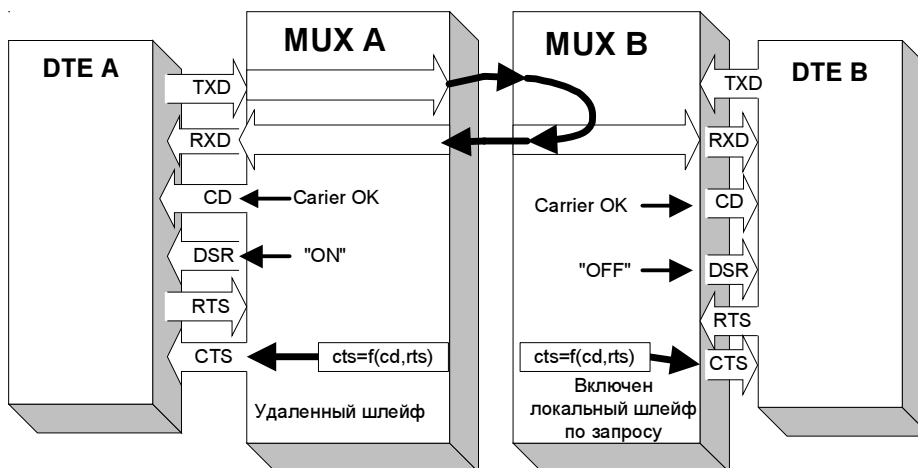 MUX A
MUX B
DTE A
DTE B
TXD
TXD
RXD
RXD
CD
Carier OK
Carrier OK
CD
DSR
"ON"
"OFF"
DSR
RTS
RTS
CTS
cts=f(cd,rts)
cts=f(cd,rts)
CTS
Удаленный шлейф
Включен
локальный шлейф
по запросу